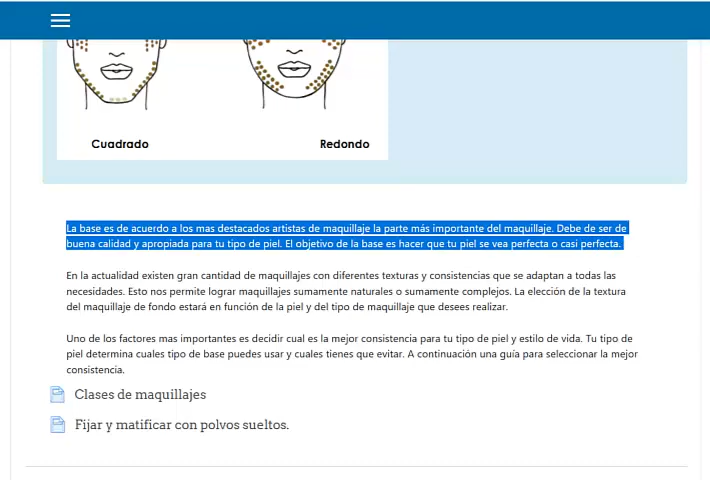 Cuadrado Redondo
La base es de acuerdo a los mas destacados artistas de maquillaje la parte más importante del maquillaje. Debe de ser de
buena calidad y apropiada para tu tipo de piel. El objetivo de la base es hacer que tu piel se vea perfecta o casi perfecta.
En la actualidad existen gran cantidad de maquillajes con diferentes texturas y consistencias que se adaptan a todas las
necesidades. Esto nos permite lograr maquillajes sumamente naturales o sumamente complejos. La elección de la textura
del maquillaje de fondo estará en función de la piel y del tipo de maquillaje que desees realizar.
Uno de los factores mas importantes es decidir cual es la mejor consistencia para tu tipo de piel y estilo de vida. Tu tipo de
piel determina cuales tipo de base puedes usar y cuales tienes que evitar. A continuación una guía para seleccionar la mejor
consistencia.
Clases de maquillajes
Fijar y matificar con polvos sueltos.